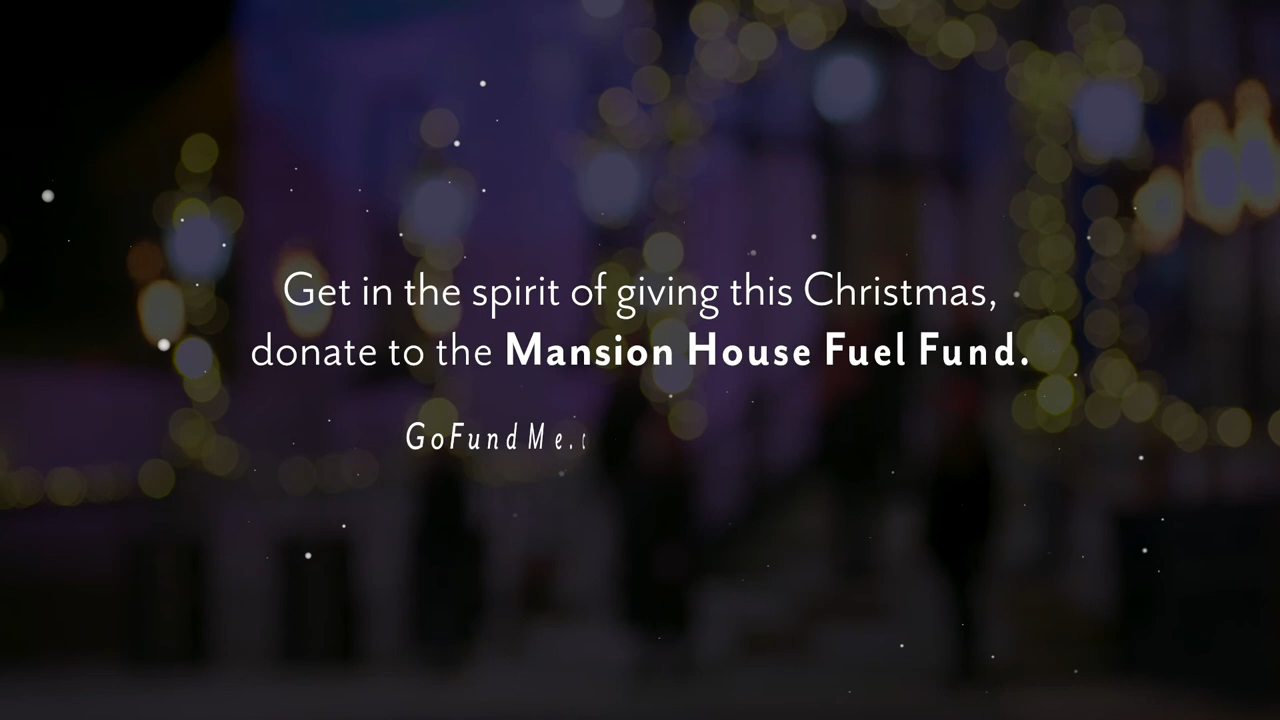 Get in the spirit of giving this Christmas,
donate to the Mansion House Fuel Fund.
GoFundMe.c